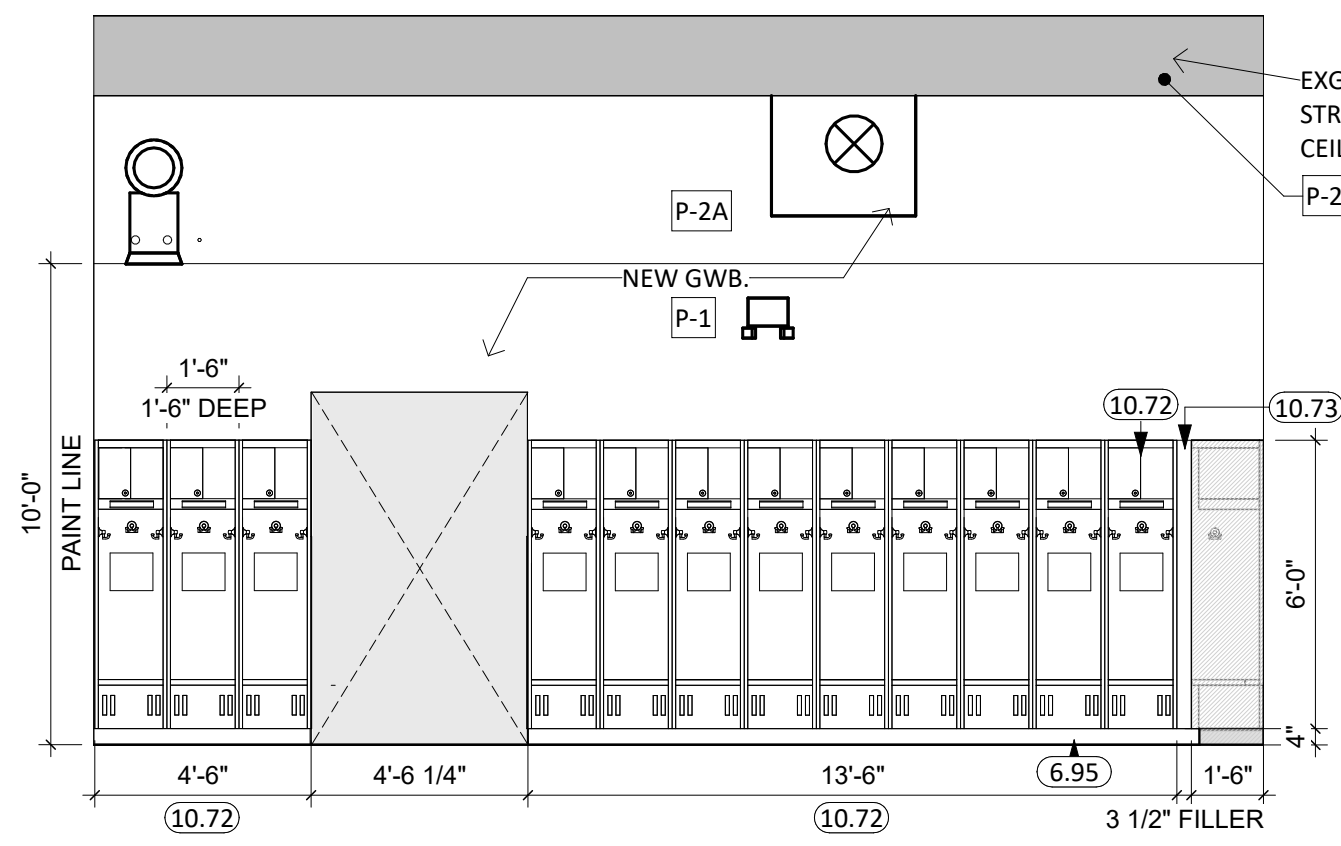 EXG
STR
CEIL
P-2
P-2A
NEW GWB.
P-1
1'-6"
1'-6" DEEP
10.72
10.73
10'-0"
PAINT LINE
6'-0"
4"
4'-6"
4'-6 1/4"
13'-6"
6.95
1'-6"
10.72
10.72
3 1/2" FILLER